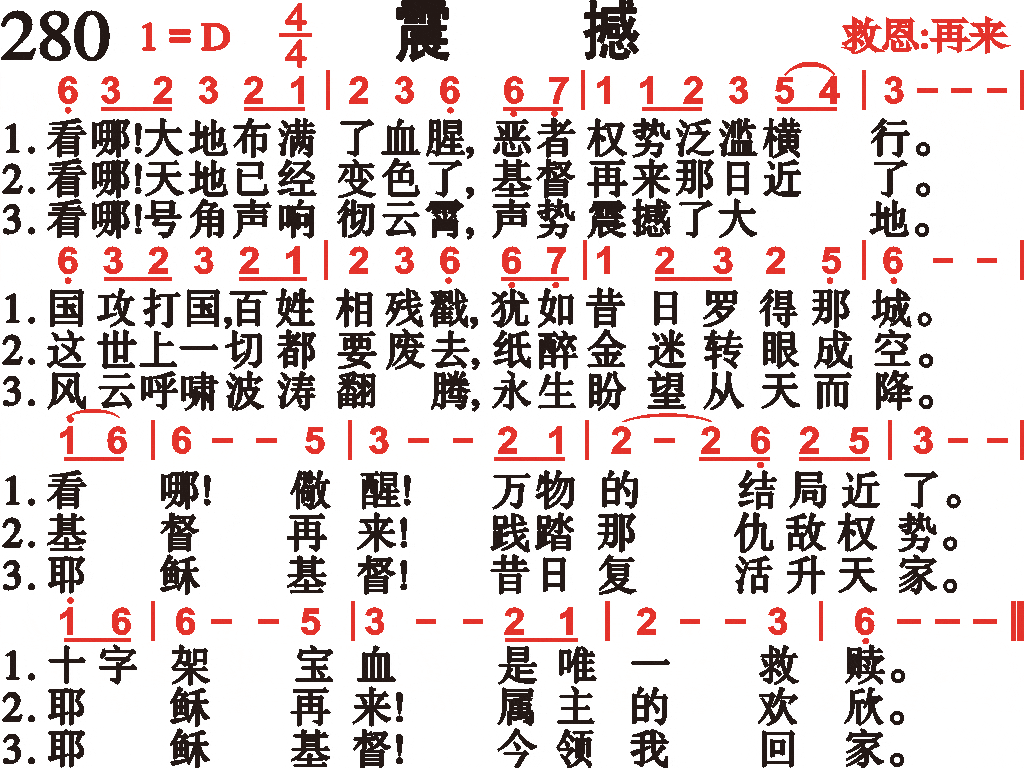 280 1=D 4/4 震 撼 救恩:再来
6 3 2 3 2 1 | 2 3 6 6 7 | 1 1 2 3 5 4 | 3 - - - |
1. 看哪!大地布满 了血腥, 恶者 权势泛滥横 行。
2. 看哪!天地已经 变色了, 基督 再来那日近 了。
3. 看哪!号角声响 彻云霄, 声势 震撼了大 地。
6 3 2 3 2 1 | 2 3 6 6 7 | 1 2 3 2 5 | 6 - -
1. 国 攻打国,百姓 相残戮, 犹如昔 日罗得那 城。
2. 这 世上一切都 要废去, 纸醉金 迷转眼成 空。
3. 风 云呼啸波涛 翻 腾, 永生盼 望从天而 降。
1 6 | 6 - - 5 | 3 - - 2 1 | 2 - 2 6 2 5 | 3 - - |
1. 看 哪! 儆 醒! 万物 的 结局近 了。
2. 基 督 再 来! 践踏 那 仇敌权 势。
3. 耶 稣 基 督! 昔日 复 活升天 家。
1 6 | 6 - - 5 | 3 - - 2 1 | 2 - - 3 | 6 - - -
1. 十字 架 宝 血 是唯 一 救 赎。
2. 耶 稣 再 来! 属主 的 欢 欣。
3. 耶 稣 基 督! 今领 我 回 家。